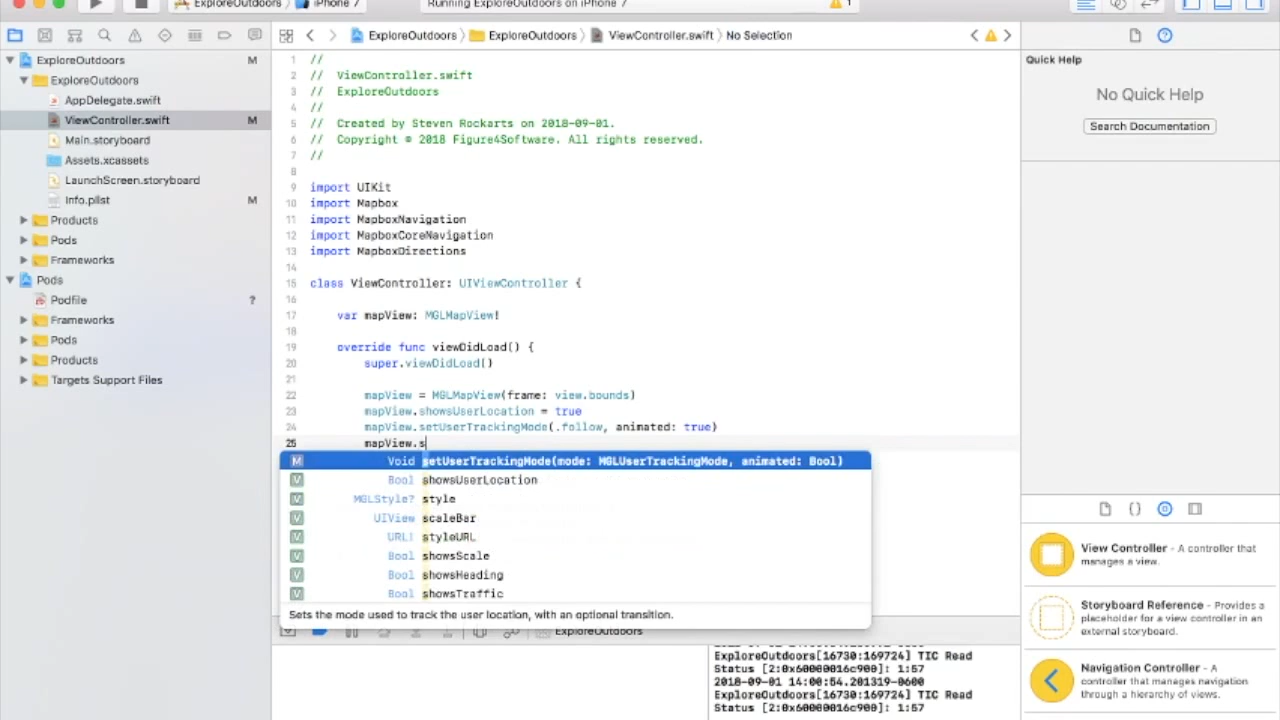 ExploreOutdoors
iPhone 7
Running ExploreOutdoors on iPhone 7
1
ExploreOutdoors
ExploreOutdoors
ViewController.swift
No Selection
ExploreOutdoors M
ExploreOutdoors
AppDelegate.swift
ViewController.swift M
Main.storyboard
Assets.xcassets
LaunchScreen.storyboard
Info.plist M
Products
Pods
Frameworks
Pods
Podfile ?
Frameworks
Pods
Products
Targets Support Files
1 //
2 // ViewController.swift
3 // ExploreOutdoors
4 //
5 // Created by Steven Rockarts on 2018-09-01.
6 // Copyright © 2018 Figure4Software. All rights reserved.
7 //
8
9 import UIKit
10 import Mapbox
11 import MapboxNavigation
12 import MapboxCoreNavigation
13 import MapboxDirections
14
15 class ViewController: UIViewController {
16
17 var mapView: MGLMapView!
18
19 override func viewDidLoad() {
20 super.viewDidLoad()
21
22 mapView = MGLMapView(frame: view.bounds)
23 mapView.showsUserLocation = true
24 mapView.setUserTrackingMode(.follow, animated: true)
25 mapView.s
M Void setUserTrackingMode(mode: MGLUserTrackingMode, animated: Bool)
V Bool showsUserLocation
V MGLStyle? style
V UIView scaleBar
V URL! styleURL
V Bool showsScale
V Bool showsHeading
V Bool showsTraffic
Sets the mode used to track the user location, with an optional transition.
ExploreOutdoors
ExploreOutdoors[16730:169724] TIC Read
Status [2:0x60000016c900]: 1:57
2018-09-01 14:00:54.201319-0600
ExploreOutdoors[16730:169724] TIC Read
Status [2:0x60000016c900]: 1:57
Quick Help
No Quick Help
Search Documentation
View Controller - A controller that
manages a view.
Storyboard Reference - Provides a
placeholder for a view controller in an
external storyboard.
Navigation Controller - A
controller that manages navigation
through a hierarchy of views.